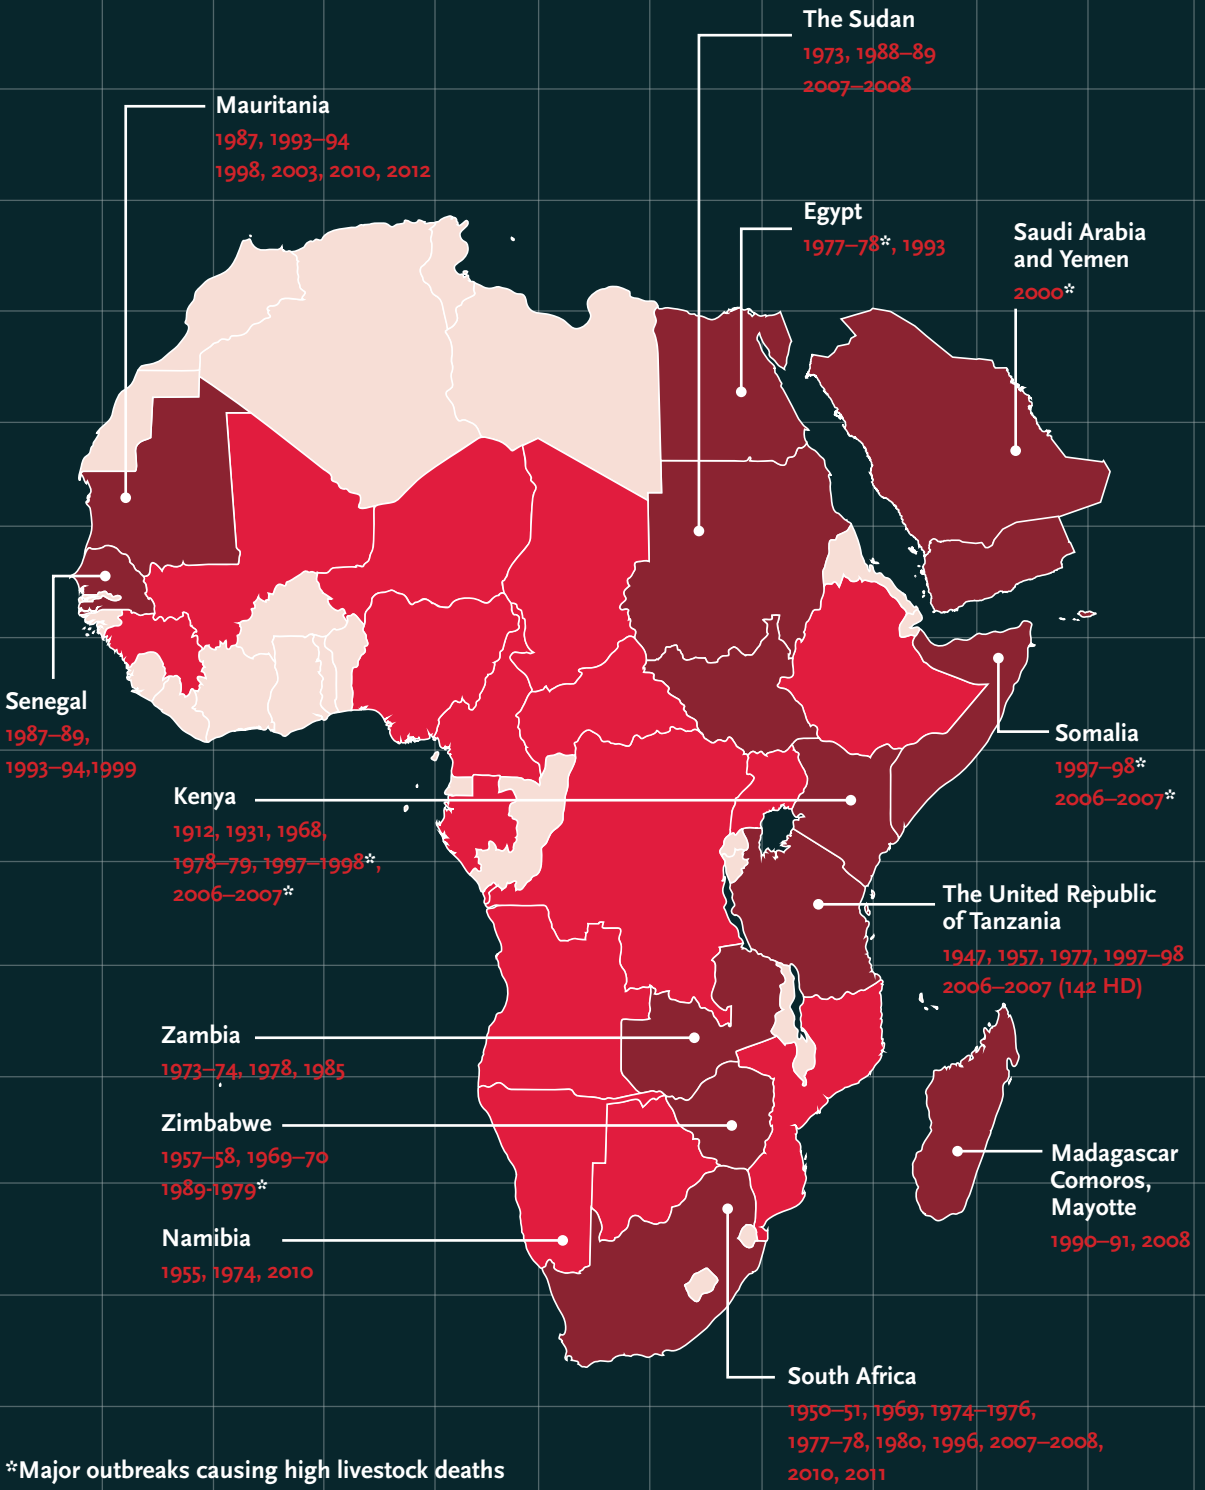 The Sudan
1973, 1988–89
2007–2008
Mauritania
1987, 1993–94
1998, 2003, 2010, 2012
Egypt
1977–78*, 1993
Saudi Arabia
and Yemen
2000*
Senegal
1987–89,
1993–94,1999
Somalia
1997–98*
2006–2007*
Kenya
1912, 1931, 1968,
1978–79, 1997–1998*,
2006–2007*
The United Republic
of Tanzania
1947, 1957, 1977, 1997–98
2006–2007 (142 HD)
Zambia
1973–74, 1978, 1985
Zimbabwe
1957–58, 1969–70
1989-1979*
Madagascar
Comoros,
Mayotte
1990–91, 2008
Namibia
1955, 1974, 2010
South Africa
1950–51, 1969, 1974–1976,
1977–78, 1980, 1996, 2007–2008,
2010, 2011
*Major outbreaks causing high livestock deaths